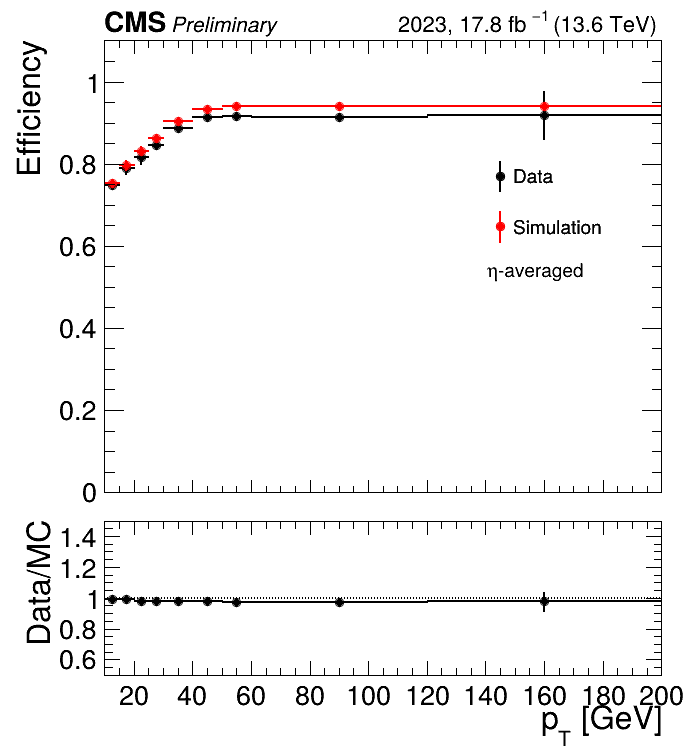 CMS Preliminary 2023, 17.8 fb⁻¹ (13.6 TeV)
Efficiency
1
0.8
0.6
0.4
0.2
0
Data
Simulation
η-averaged
Data/MC
1.4
1.2
1
0.8
0.6
20 40 60 80 100 120 140 160 180 200
p_T [GeV]